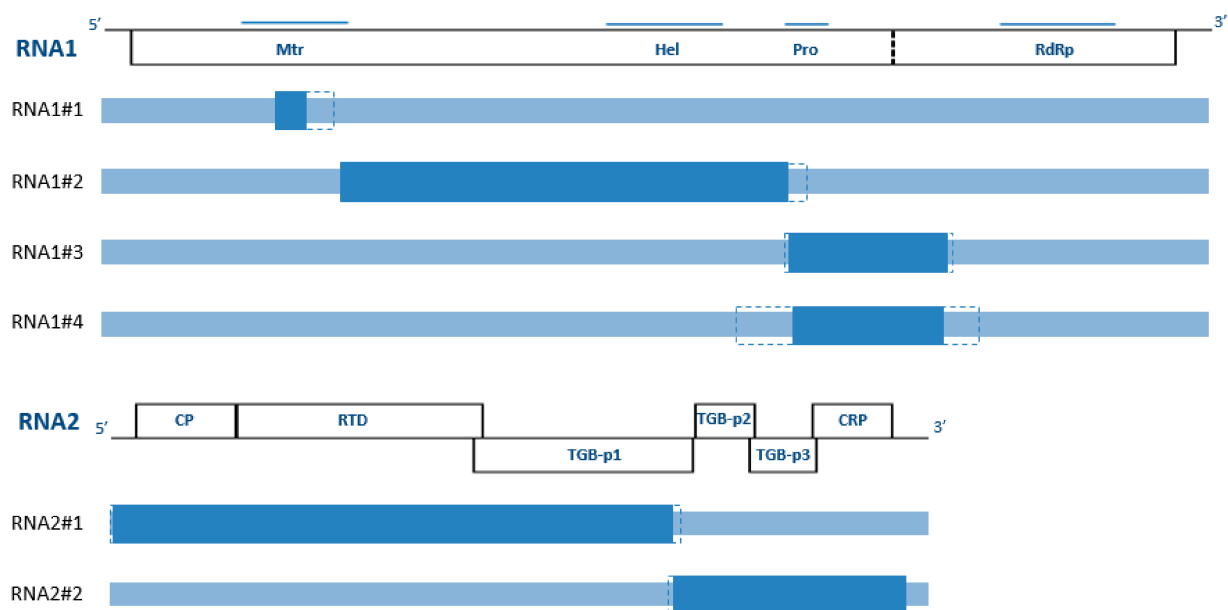 5′ 3′
RNA1 Mtr Hel Pro RdRp
RNA1#1
RNA1#2
RNA1#3
RNA1#4
RNA2 5′ CP RTD TGB-p2 CRP 3′
TGB-p1 TGB-p3
RNA2#1
RNA2#2